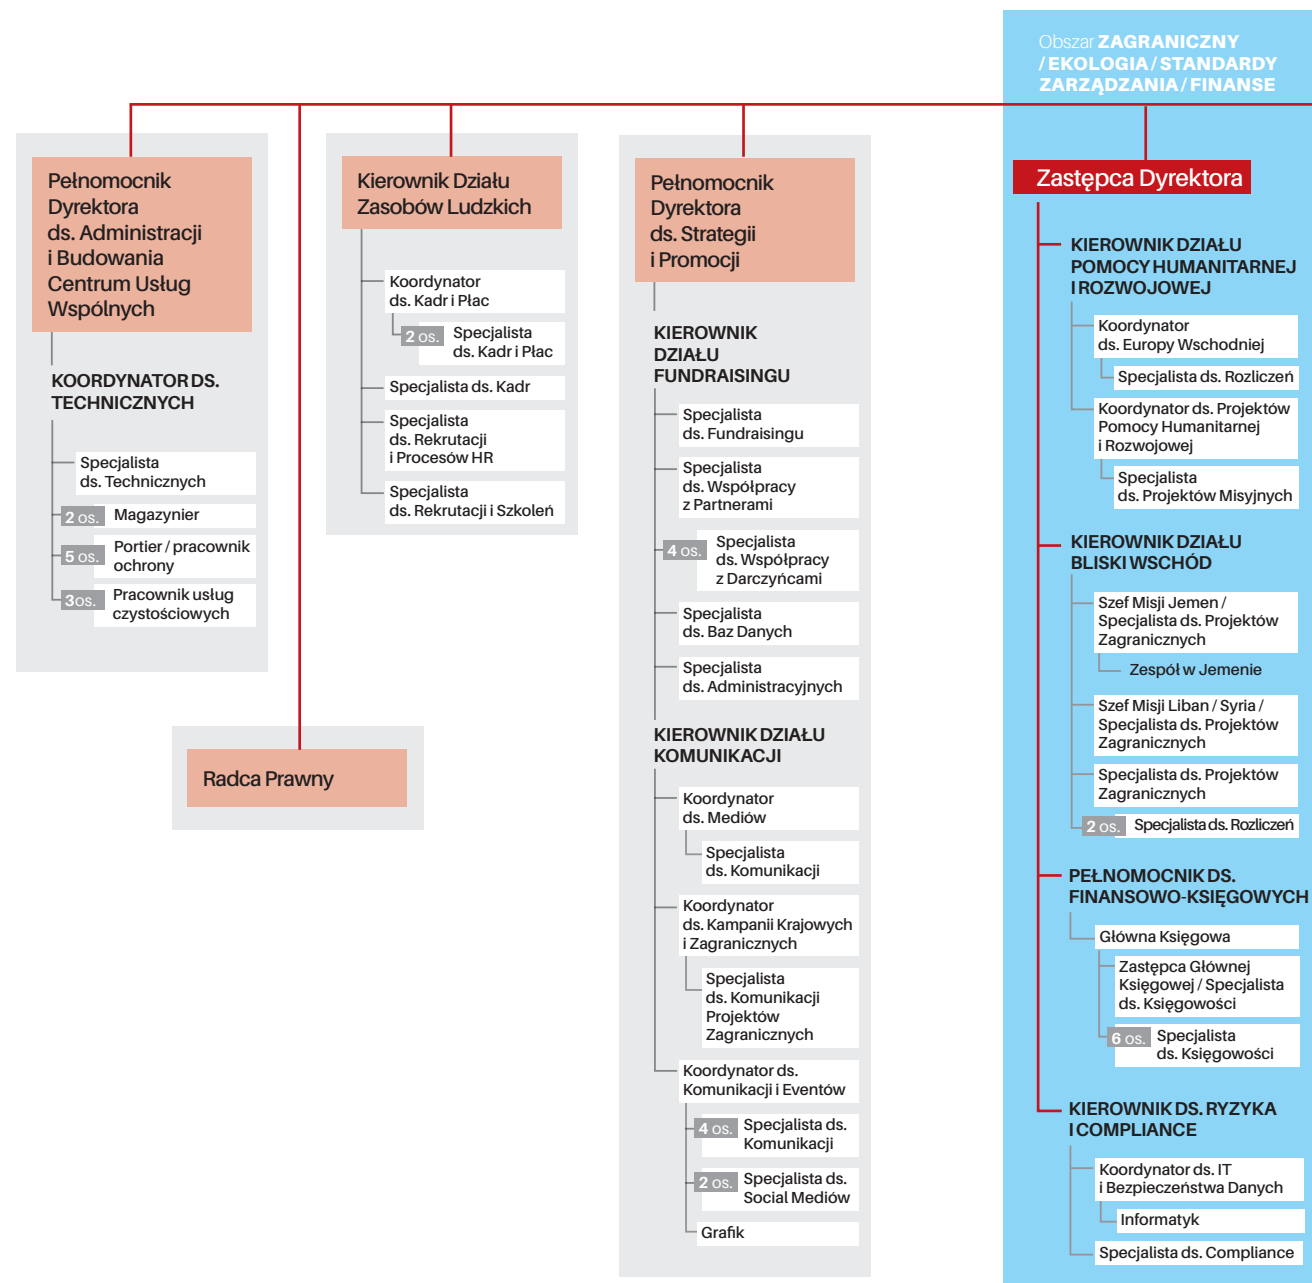 Obszar ZAGRANICZNY
/ EKOLOGIA / STANDARDY
ZARZĄDZANIA / FINANSE
Pełnomocnik
Dyrektora
ds. Administracji
i Budowania
Centrum Usług
Wspólnych
KOORDYNATOR DS.
TECHNICZNYCH
Specjalista
ds. Technicznych
2 os. Magazynier
5 os. Portier / pracownik
ochrony
3os. Pracownik usług
czystościowych
Radca Prawny
Kierownik Działu
Zasobów Ludzkich
Koordynator
ds. Kadr i Płac
2 os. Specjalista
ds. Kadr i Płac
Specjalista ds. Kadr
Specjalista
ds. Rekrutacji
i Procesów HR
Specjalista
ds. Rekrutacji i Szkoleń
Pełnomocnik
Dyrektora
ds. Strategii
i Promocji
KIEROWNIK
DZIAŁU
FUNDRAISINGU
Specjalista
ds. Fundraisingu
Specjalista
ds. Współpracy
z Partnerami
4 os. Specjalista
ds. Współpracy
z Darczyńcami
Specjalista
ds. Baz Danych
Specjalista
ds. Administracyjnych
KIEROWNIK DZIAŁU
KOMUNIKACJI
Koordynator
ds. Mediów
Specjalista
ds. Komunikacji
Koordynator
ds. Kampanii Krajowych
i Zagranicznych
Specjalista
ds. Komunikacji
Projektów
Zagranicznych
Koordynator ds.
Komunikacji i Eventów
4 os. Specjalista ds.
Komunikacji
2 os. Specjalista ds.
Social Mediów
Grafik
Zastępca Dyrektora
KIEROWNIK DZIAŁU
POMOCY HUMANITARNEJ
I ROZWOJOWEJ
Koordynator
ds. Europy Wschodniej
Specjalista ds. Rozliczeń
Koordynator ds. Projektów
Pomocy Humanitarnej
i Rozwojowej
Specjalista
ds. Projektów Misyjnych
KIEROWNIK DZIAŁU
BLISKI WSCHÓD
Szef Misji Jemen /
Specjalista ds. Projektów
Zagranicznych
Zespół w Jemenie
Szef Misji Liban / Syria /
Specjalista ds. Projektów
Zagranicznych
Specjalista ds. Projektów
Zagranicznych
2 os. Specjalista ds. Rozliczeń
PEŁNOMOCNIK DS.
FINANSOWO-KSIĘGOWYCH
Główna Księgowa
Zastępca Głównej
Księgowej / Specjalista
ds. Księgowości
6 os. Specjalista
ds. Księgowości
KIEROWNIK DS. RYZYKA
I COMPLIANCE
Koordynator ds. IT
i Bezpieczeństwa Danych
Informatyk
Specjalista ds. Compliance